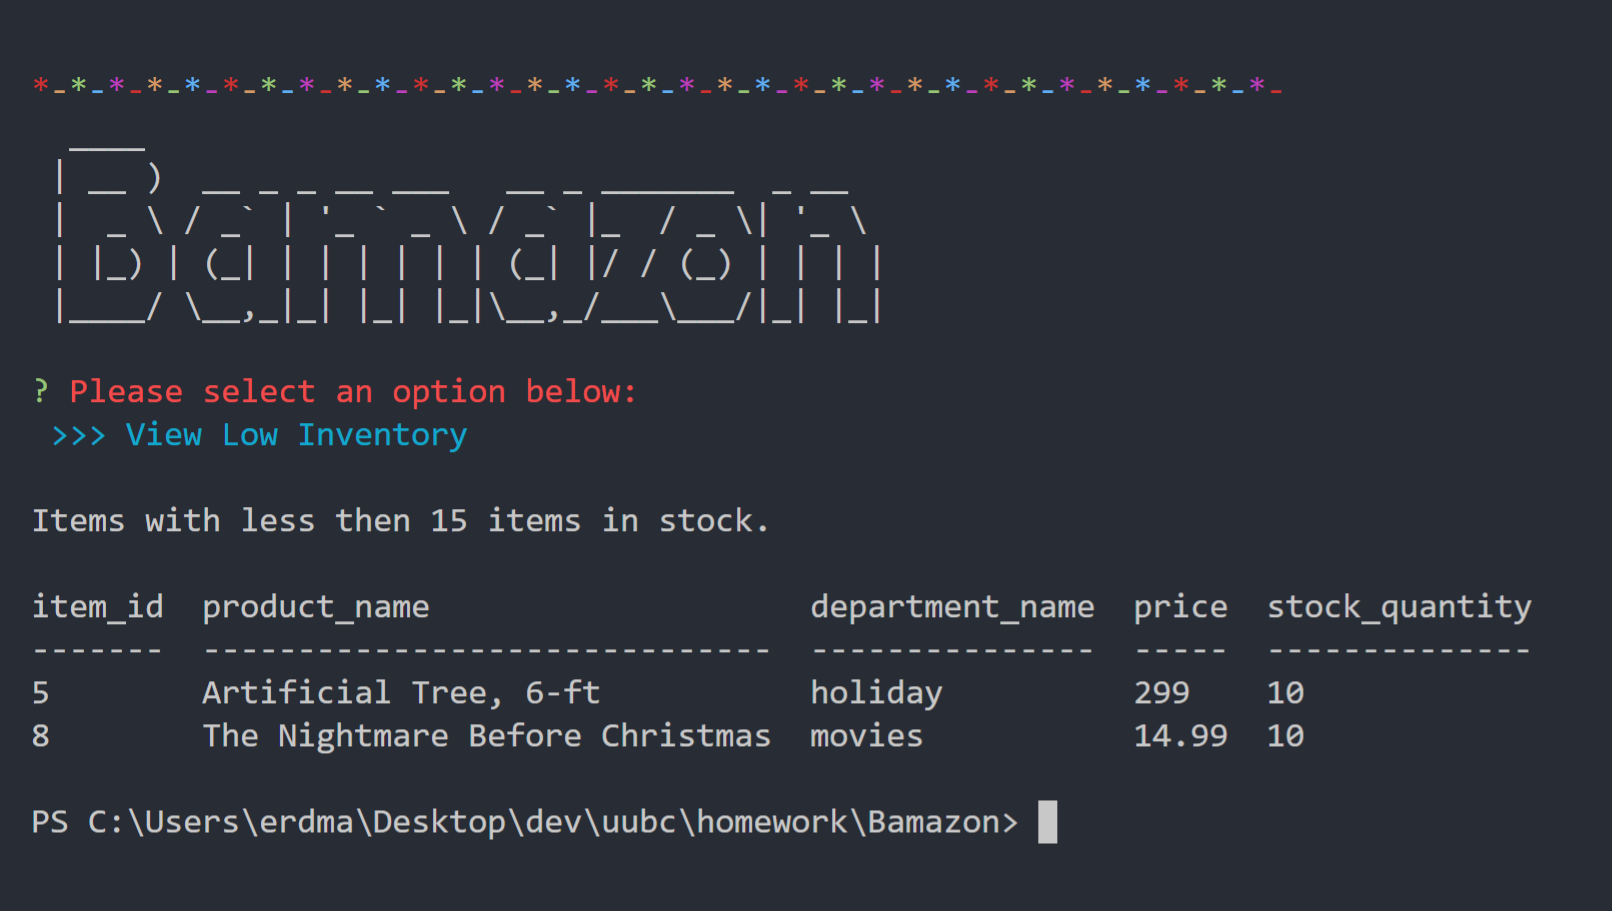 *-*-*-*-*-*-*-*-*-*-*-*-*-*-*-*-*-*-*-*-*-*-*-*-*-*-*-*-*-*-*-*-*-
Bamazon
? Please select an option below:
>>> View Low Inventory
Items with less then 15 items in stock.
item_id  product_name                    department_name  price  stock_quantity
-------  ------------------------------  ---------------  -----  --------------
5        Artificial Tree, 6-ft           holiday          299    10
8        The Nightmare Before Christmas  movies           14.99  10
PS C:\Users\erdma\Desktop\dev\uubc\homework\Bamazon>